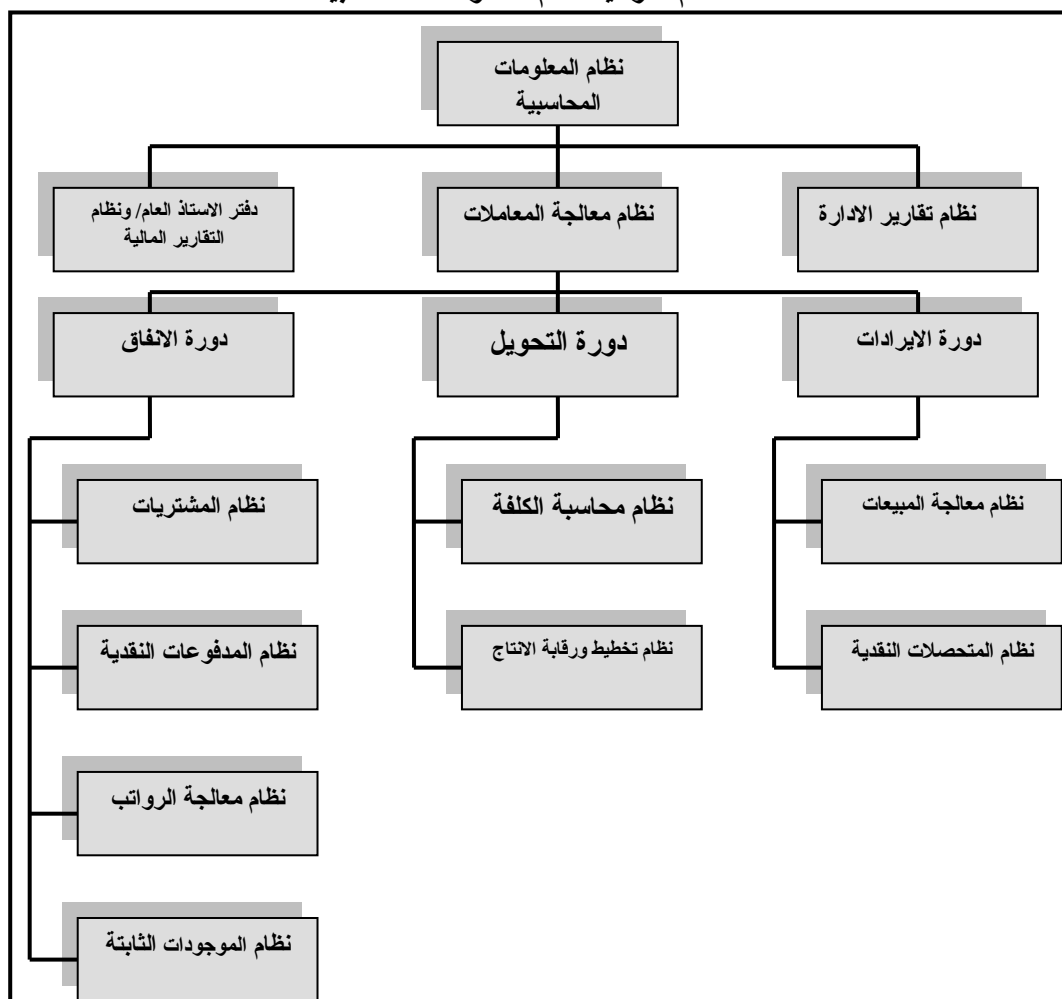 نظام المعلومات
المحاسبية
نظام تقارير الادارة
نظام معالجة المعاملات
دفتر الاستاذ العام/ ونظام
التقارير المالية
دورة الايرادات
دورة التحويل
دورة الانفاق
نظام معالجة المبيعات
نظام محاسبة الكلفة
نظام المشتريات
نظام المتحصلات النقدية
نظام تخطيط ورقابة الانتاج
نظام المدفوعات النقدية
نظام معالجة الرواتب
نظام الموجودات الثابتة